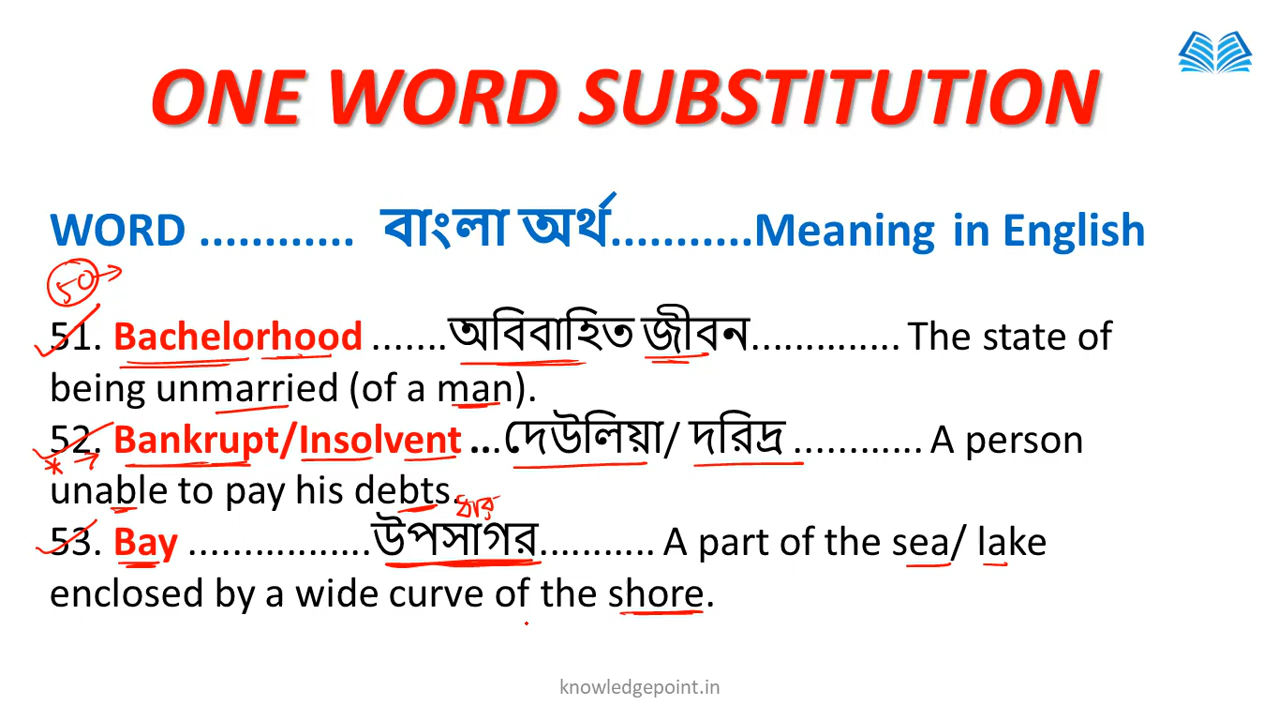 ONE WORD SUBSTITUTION
WORD ............ বাংলা অর্থ...........Meaning in English
50
51. Bachelorhood .......অবিবাহিত জীবন.............. The state of
being unmarried (of a man).
52. Bankrupt/Insolvent ...দেউলিয়া/ দরিদ্র ............ A person
unable to pay his debts.
ধার
53. Bay .................উপসাগর........... A part of the sea/ lake
enclosed by a wide curve of the shore.
knowledgepoint.in